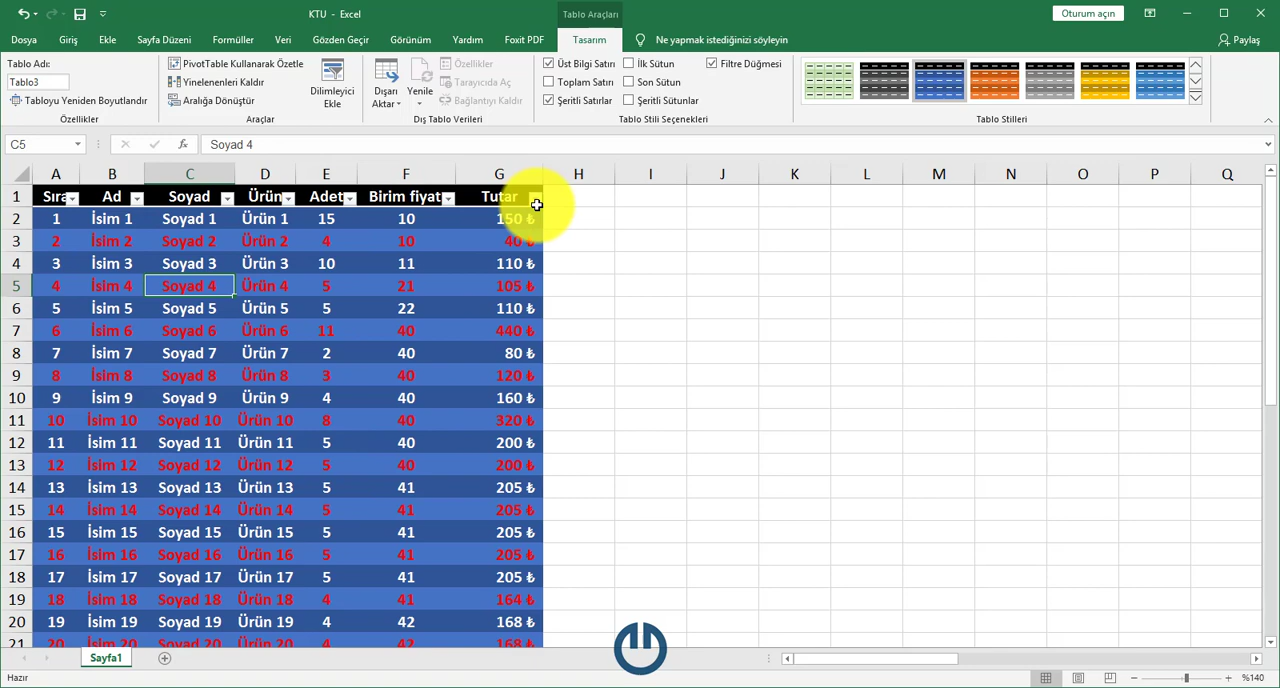 KTU - Excel
Tablo Araçları
Oturum açın
Dosya Giriş Ekle Sayfa Düzeni Formüller Veri Gözden Geçir Görünüm Yardım Foxit PDF Tasarım Ne yapmak istediğinizi söyleyin Paylaş
Tablo Adı:
Tablo3
Tabloyu Yeniden Boyutlandır
Özellikler
PivotTable Kullanarak Özetle
Yinelenenleri Kaldır
Aralığa Dönüştür
Dilimleyici
Ekle
Araçlar
Dışarı
Aktar
Yenile
Özellikler
Tarayıcıda Aç
Bağlantıyı Kaldır
Dış Tablo Verileri
Üst Bilgi Satırı İlk Sütun Filtre Düğmesi
Toplam Satırı Son Sütun
Şeritli Satırlar Şeritli Sütunlar
Tablo Stili Seçenekleri
Tablo Stilleri
C5 fx Soyad 4
A B C D E F G H I J K L M N O P Q
1 Sıra Ad Soyad Ürün Adet Birim fiyat Tutar
2 1 İsim 1 Soyad 1 Ürün 1 15 10 150 ₺
3 2 İsim 2 Soyad 2 Ürün 2 4 10 40 ₺
4 3 İsim 3 Soyad 3 Ürün 3 10 11 110 ₺
5 4 İsim 4 Soyad 4 Ürün 4 5 21 105 ₺
6 5 İsim 5 Soyad 5 Ürün 5 5 22 110 ₺
7 6 İsim 6 Soyad 6 Ürün 6 11 40 440 ₺
8 7 İsim 7 Soyad 7 Ürün 7 2 40 80 ₺
9 8 İsim 8 Soyad 8 Ürün 8 3 40 120 ₺
10 9 İsim 9 Soyad 9 Ürün 9 4 40 160 ₺
11 10 İsim 10 Soyad 10 Ürün 10 8 40 320 ₺
12 11 İsim 11 Soyad 11 Ürün 11 5 40 200 ₺
13 12 İsim 12 Soyad 12 Ürün 12 5 40 200 ₺
14 13 İsim 13 Soyad 13 Ürün 13 5 41 205 ₺
15 14 İsim 14 Soyad 14 Ürün 14 5 41 205 ₺
16 15 İsim 15 Soyad 15 Ürün 15 5 41 205 ₺
17 16 İsim 16 Soyad 16 Ürün 16 5 41 205 ₺
18 17 İsim 17 Soyad 17 Ürün 17 5 41 205 ₺
19 18 İsim 18 Soyad 18 Ürün 18 4 41 164 ₺
20 19 İsim 19 Soyad 19 Ürün 19 4 42 168 ₺
21 20 İsim 20 Soyad 20 Ürün 20 4 42 168 ₺
Sayfa1
Hazır
%140